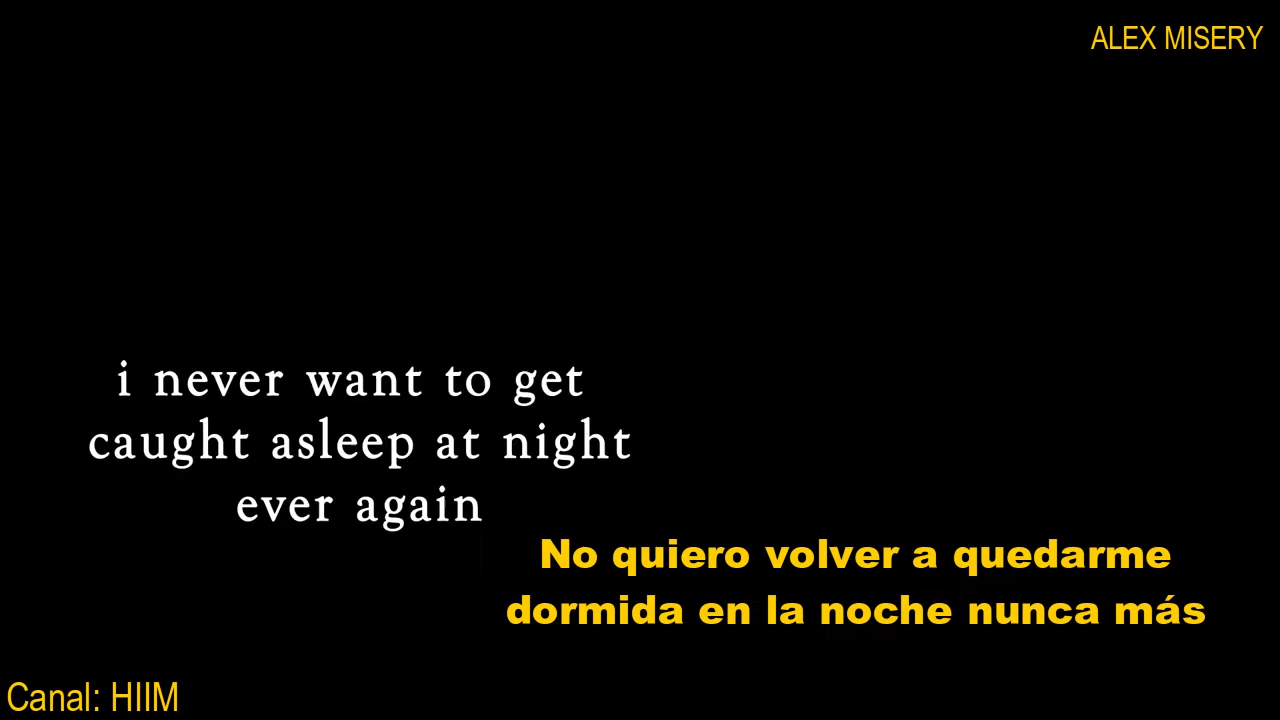 ALEX MISERY
i never want to get
caught asleep at night
ever again
No quiero volver a quedarme
dormida en la noche nunca más
Canal: HIIM